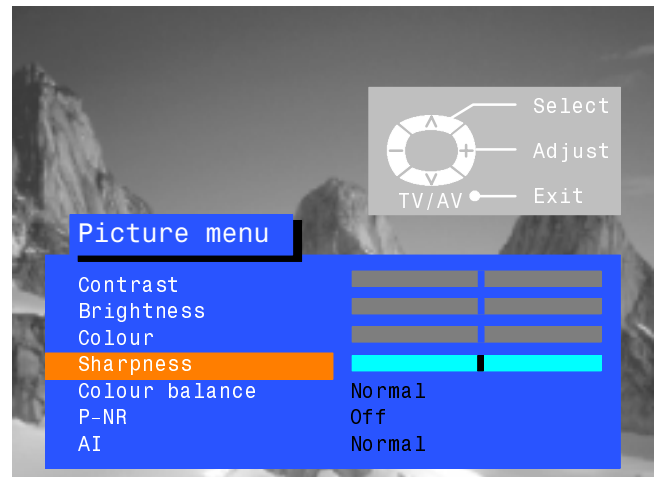 Select
Adjust
TV/AV Exit
Picture menu
Contrast
Brightness
Colour
Sharpness
Colour balance Normal
P-NR Off
AI Normal